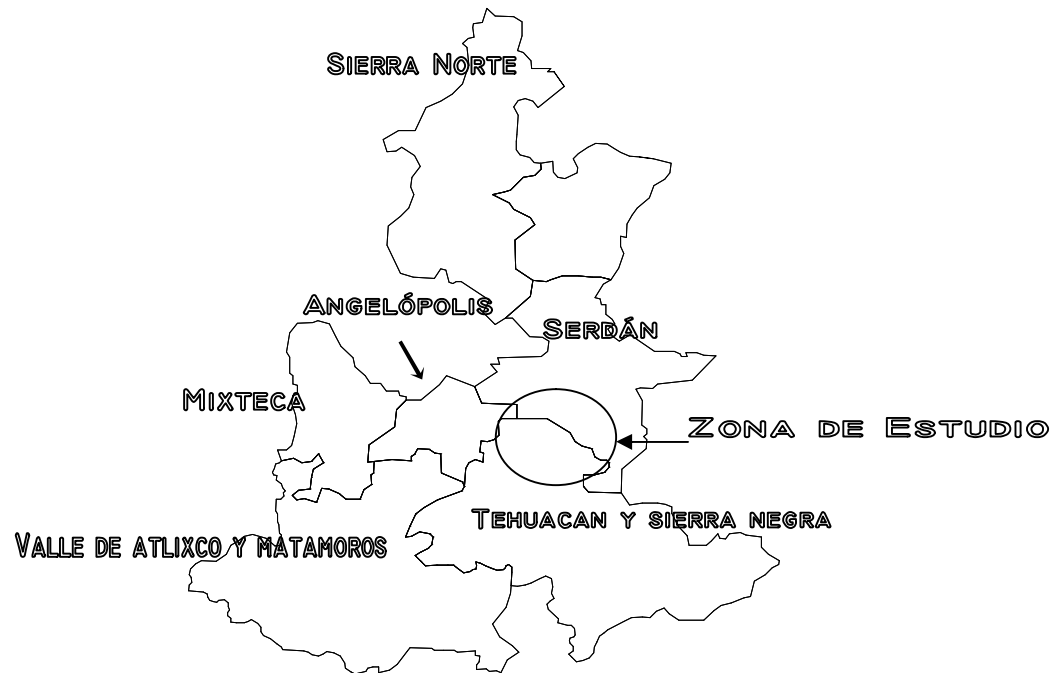 SIERRA NORTE
ANGELÓPOLIS
SERDÁN
MIXTECA
ZONA DE ESTUDIO
TEHUACAN Y SIERRA NEGRA
VALLE DE ATLIXCO Y MATAMOROS